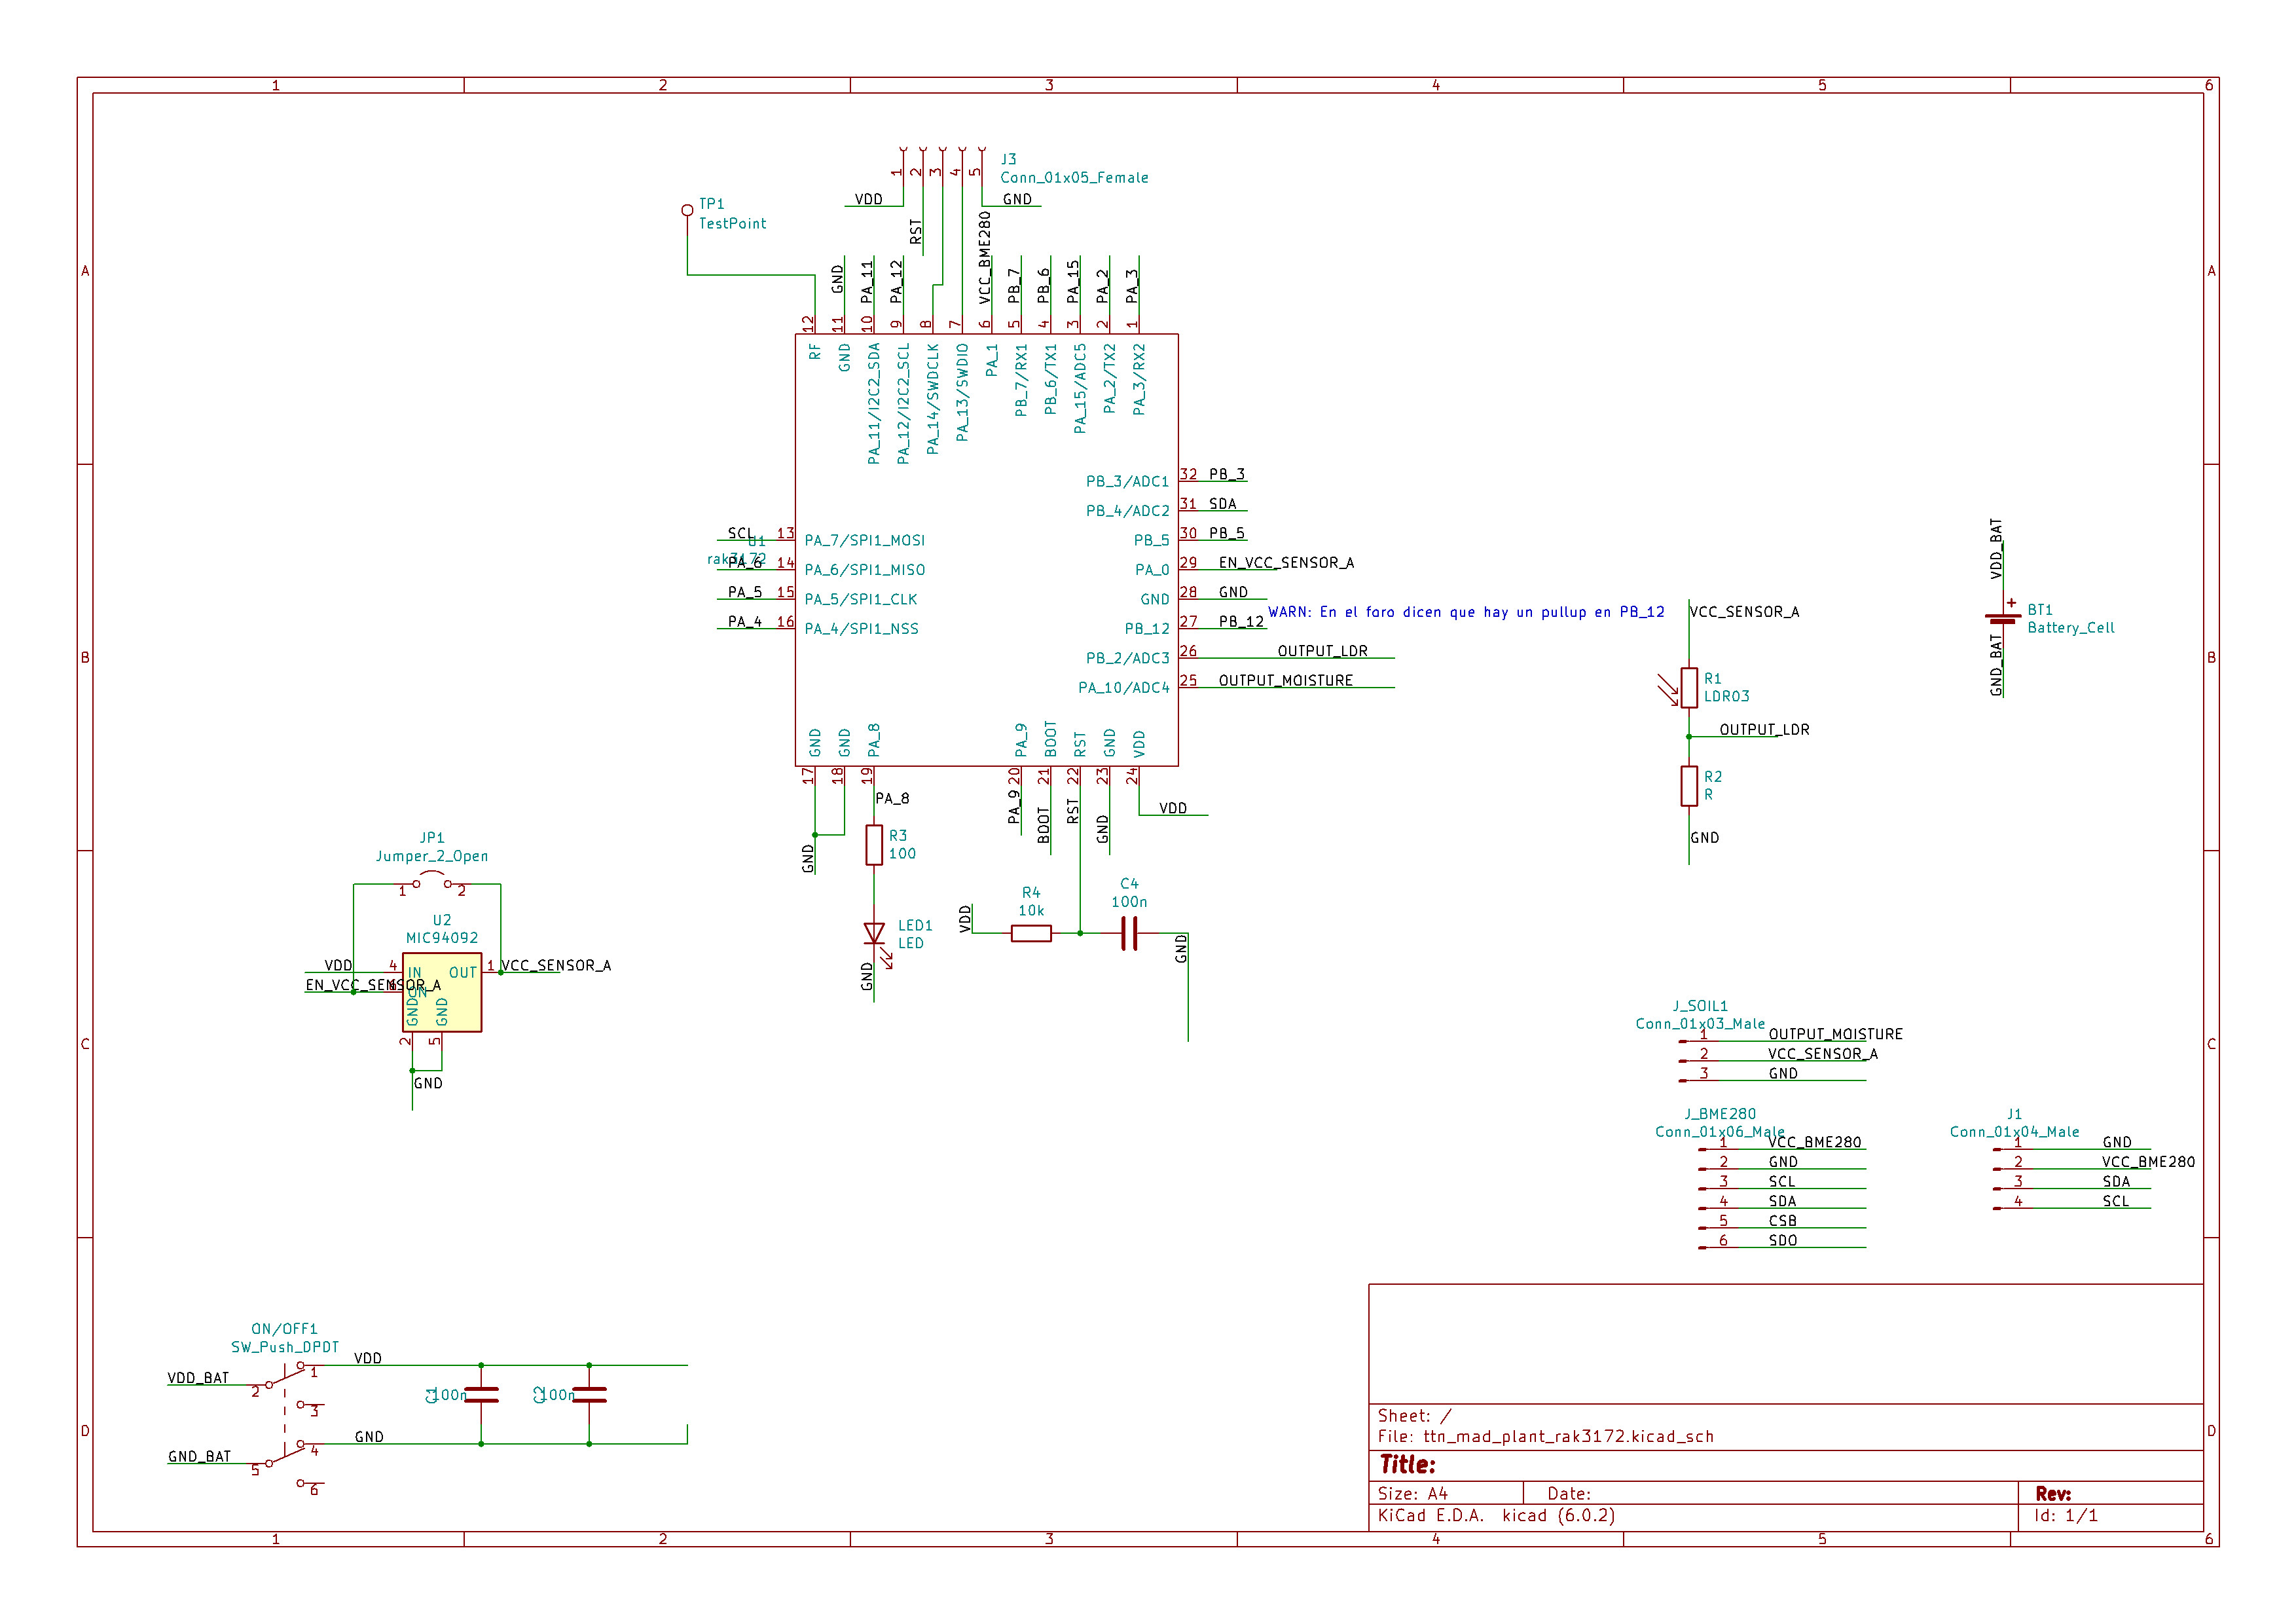 1 2 3 4 5 6
A
B
C
D
A
B
C
D
1 2 3 4 5 6
J3
Conn_01x05_Female
1 2 3 4 5
VDD
RST
GND
TP1
TestPoint
GND
PA_11
PA_12
VCC_BME280
PB_7
PB_6
PA_15
PA_2
PA_3
12 11 10 9 8 7 6 5 4 3 2 1
RF
GND
PA_11/I2C2_SDA
PA_12/I2C2_SCL
PA_14/SWDCLK
PA_13/SWDIO
PA_1
PB_7/RX1
PB_6/TX1
PA_15/ADC5
PA_2/TX2
PA_3/RX2
PB_3/ADC1 32 PB_3
PB_4/ADC2 31 SDA
PB_5 30 PB_5
PA_0 29 EN_VCC_SENSOR_A
GND 28 GND
WARN: En el foro dicen que hay un pullup en PB_12
PB_12 27 PB_12
PB_2/ADC3 26 OUTPUT_LDR
PA_10/ADC4 25 OUTPUT_MOISTURE
U1
rak3172
SCL 13 PA_7/SPI1_MOSI
PA_6 14 PA_6/SPI1_MISO
PA_5 15 PA_5/SPI1_CLK
PA_4 16 PA_4/SPI1_NSS
GND
GND
PA_8
PA_9
BOOT
RST
GND
VDD
17 18 19 20 21 22 23 24
GND
PA_8
PA_9
BOOT
RST
GND
VDD
R3
100
LED1
LED
GND
VDD
R4
10k
C4
100n
GND
VCC_SENSOR_A
R1
LDR03
OUTPUT_LDR
R2
R
GND
VDD_BAT
+
BT1
Battery_Cell
GND_BAT
JP1
Jumper_2_Open
1 2
U2
MIC94092
VDD 4 IN OUT 1 VCC_SENSOR_A
EN_VCC_SENSOR_A ON
GND GND
2 5
GND
J_SOIL1
Conn_01x03_Male
1 OUTPUT_MOISTURE
2 VCC_SENSOR_A
3 GND
J_BME280
Conn_01x06_Male
1 VCC_BME280
2 GND
3 SCL
4 SDA
5 CSB
6 SDO
J1
Conn_01x04_Male
1 GND
2 VCC_BME280
3 SDA
4 SCL
ON/OFF1
SW_Push_DPDT
VDD_BAT 2
1 VDD
3
GND_BAT 5
4 GND
6
C1 100n
C2 100n
Sheet: /
File: ttn_mad_plant_rak3172.kicad_sch
Title:
Size: A4 Date: Rev:
KiCad E.D.A. kicad (6.0.2) Id: 1/1